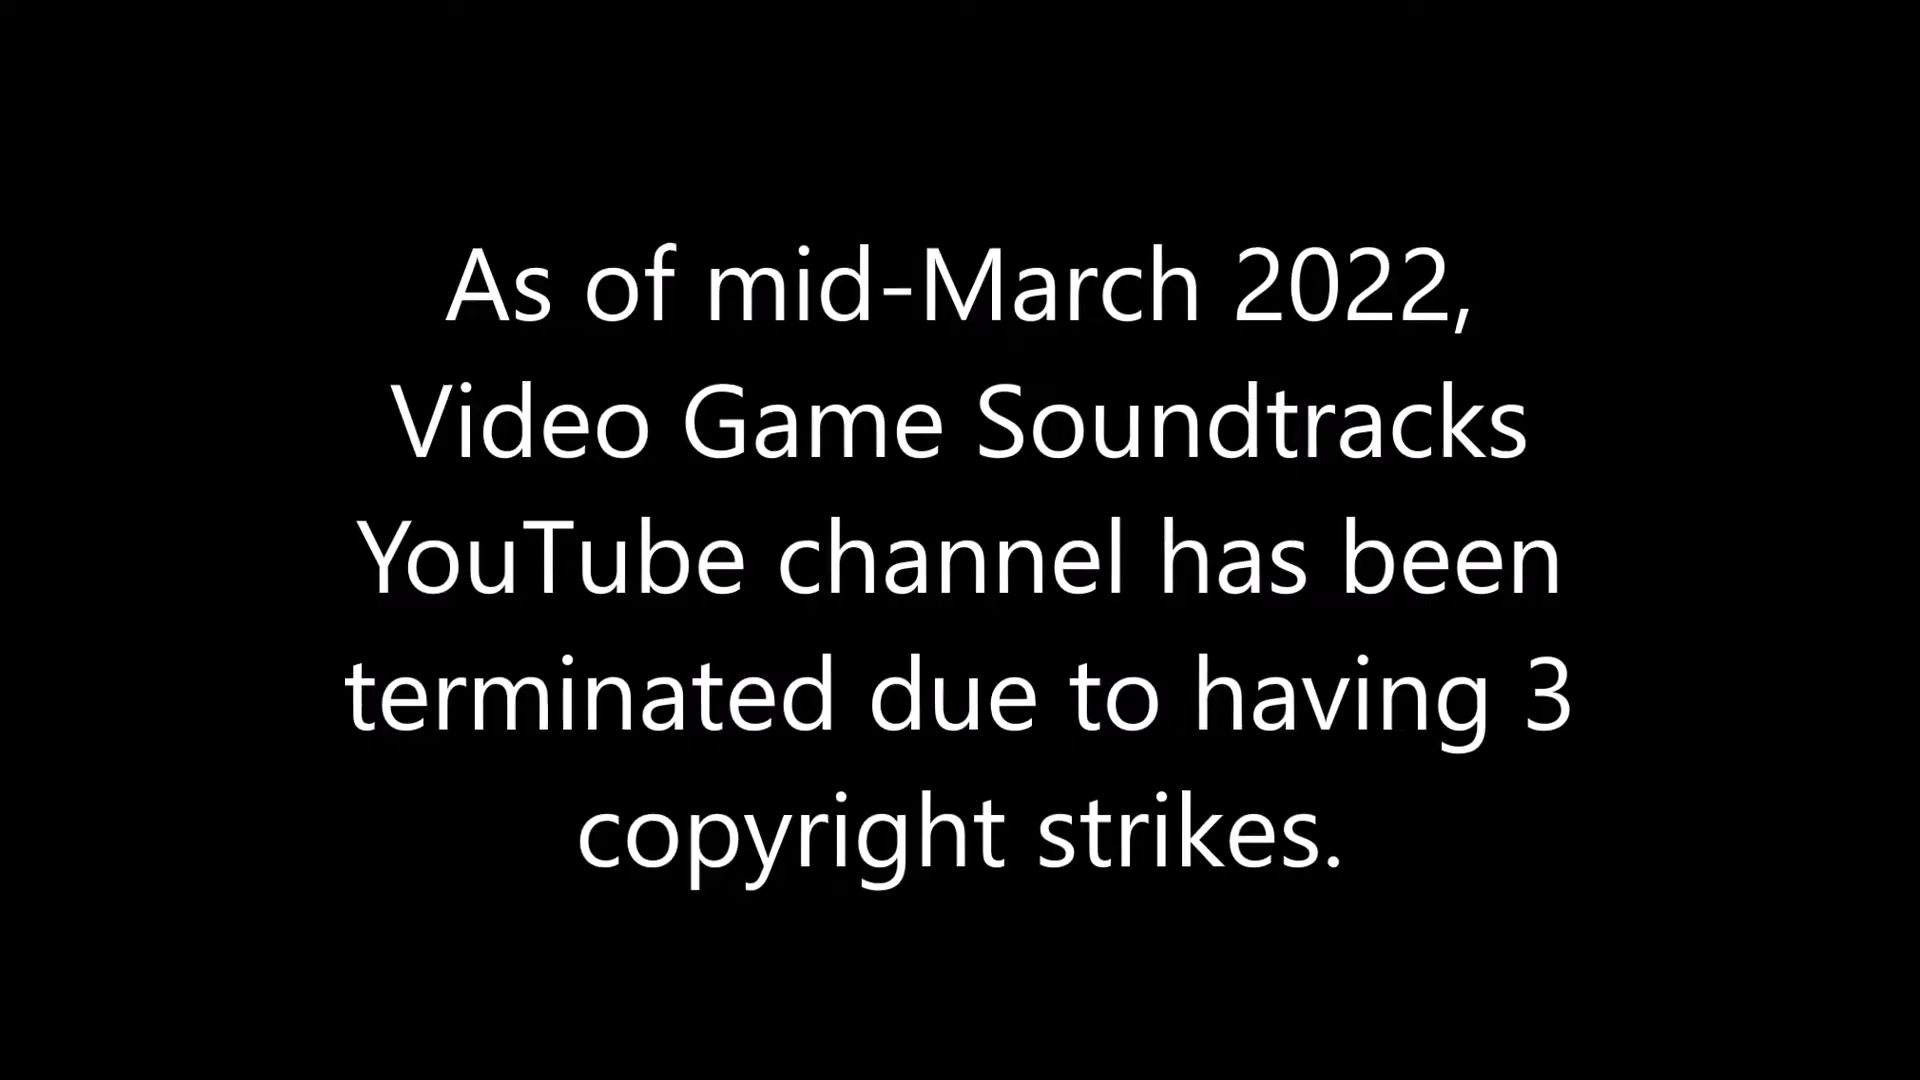 As of mid-March 2022,
Video Game Soundtracks
YouTube channel has been
terminated due to having 3
copyright strikes.